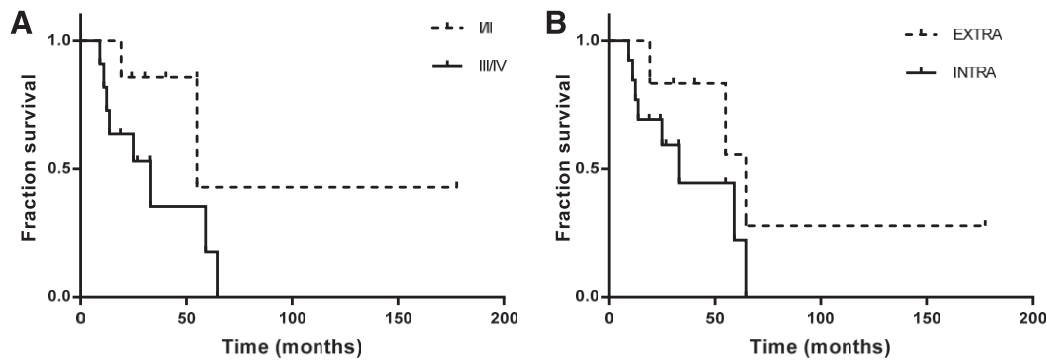 A
I/II
III/IV
Fraction survival
1.0
0.5
0.0
0
50
100
150
200
Time (months)
B
EXTRA
INTRA
Fraction survival
1.0
0.5
0.0
0
50
100
150
200
Time (months)